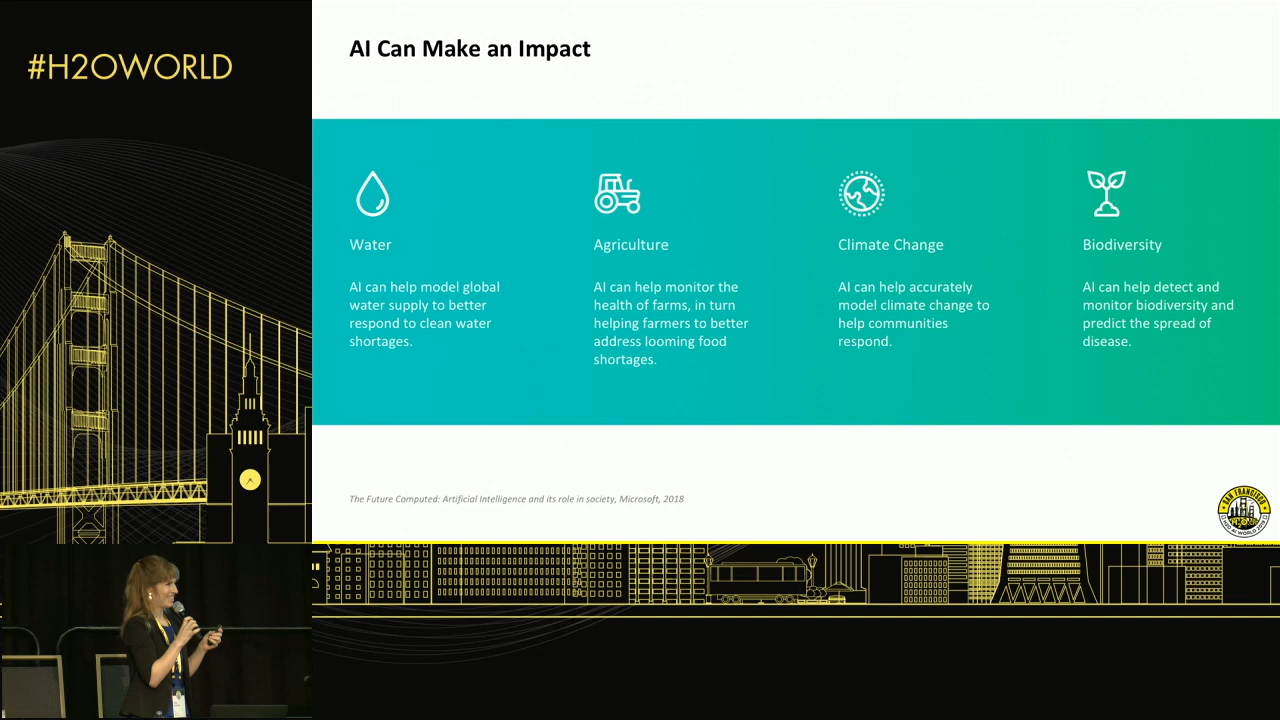 #H2OWORLD
AI Can Make an Impact
Water
AI can help model global
water supply to better
respond to clean water
shortages.
Agriculture
AI can help monitor the
health of farms, in turn
helping farmers to better
address looming food
shortages.
Climate Change
AI can help accurately
model climate change to
help communities
respond.
Biodiversity
AI can help detect and
monitor biodiversity and
predict the spread of
disease.
The Future Computed: Artificial Intelligence and its role in society, Microsoft, 2018
SAN FRANCISCO